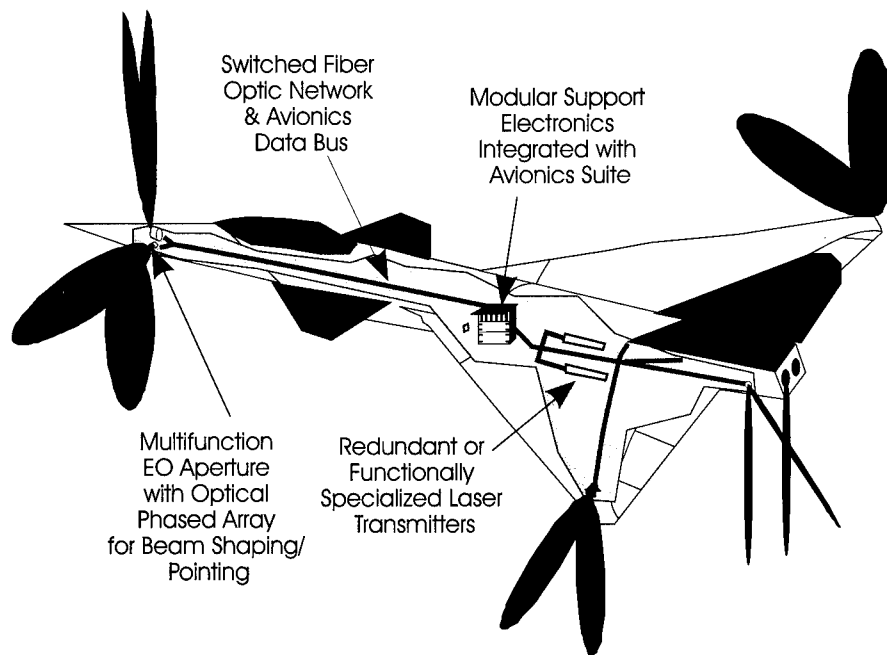 Switched Fiber
Optic Network
& Avionics
Data Bus
Modular Support
Electronics
Integrated with
Avionics Suite
Multifunction
EO Aperture
with Optical
Phased Array
for Beam Shaping/
Pointing
Redundant or
Functionally
Specialized Laser
Transmitters